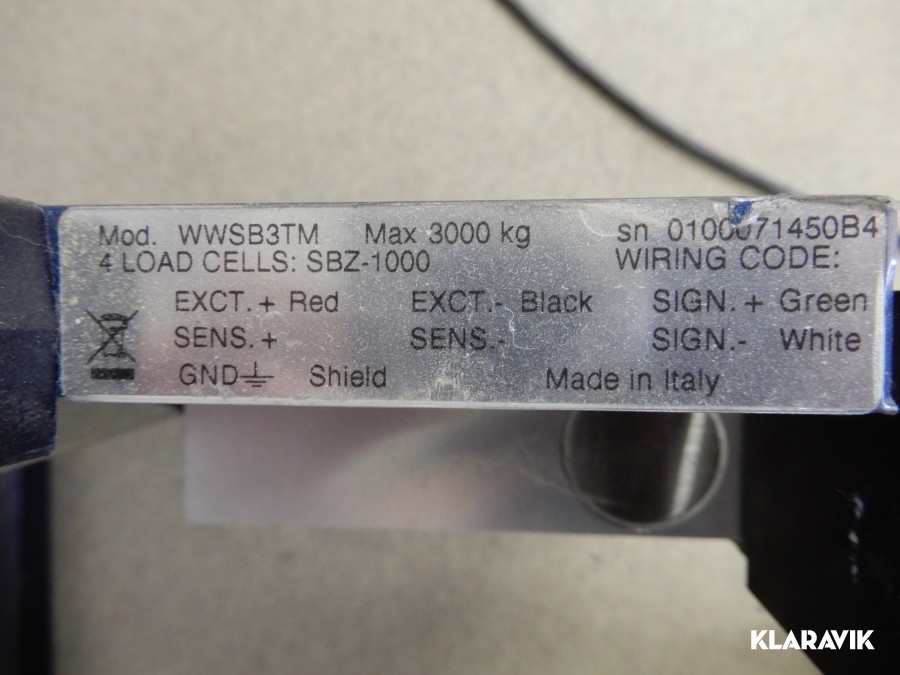 Mod. WWSB3TM Max 3000 kg sn 0100071450B4
4 LOAD CELLS: SBZ-1000 WIRING CODE:
EXCT.+ Red EXCT.- Black SIGN.+ Green
SENS.+ SENS.- SIGN.- White
GND Shield Made in Italy
KLARAVIK